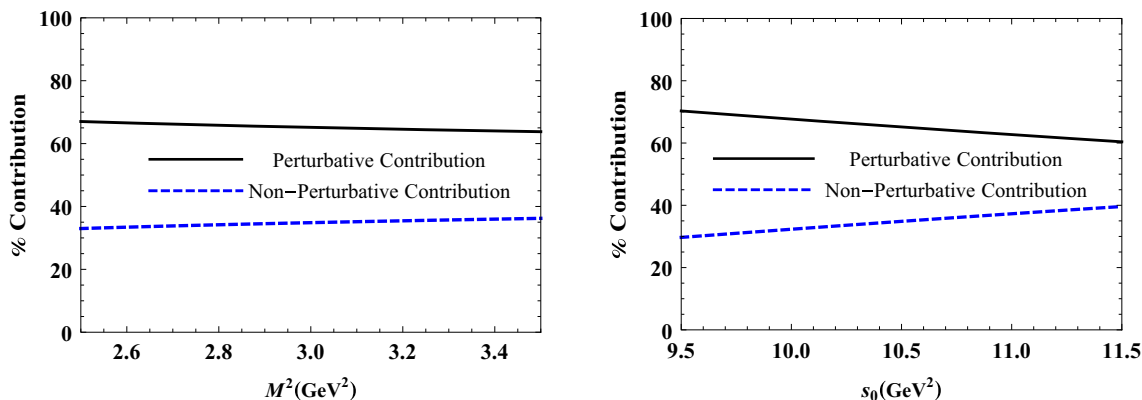 100
80
60
40
20
0
% Contribution
Perturbative Contribution
Non−Perturbative Contribution
2.6 2.8 3.0 3.2 3.4
M²(GeV²)
100
80
60
40
20
0
% Contribution
Perturbative Contribution
Non−Perturbative Contribution
9.5 10.0 10.5 11.0 11.5
s₀(GeV²)